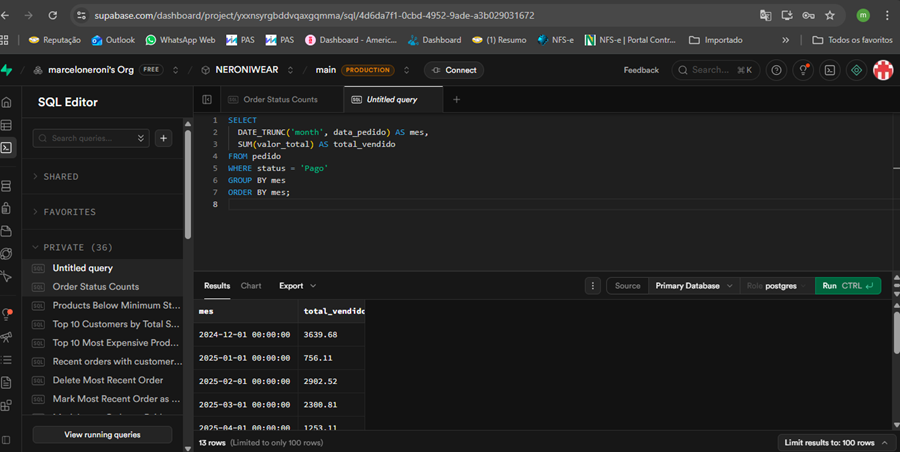 supabase.com/dashboard/project/yxxnsyrgbddvqaxgqmma/sql/4d6da7f1-0cbd-4952-9ade-a3b029031672
Reputação Outlook WhatsApp Web PAS PAS Dashboard - Americ... Dashboard (1) Resumo NFS-e NFS-e | Portal Contr... Importado Todos os favoritos
marceloneroni's Org FREE NERONIWEAR main PRODUCTION Connect Feedback Search... ⌘K
SQL Editor
Order Status Counts Untitled query +
Search queries...
SHARED
FAVORITES
PRIVATE (36)
Untitled query
Order Status Counts
Products Below Minimum St...
Top 10 Customers by Total S...
Top 10 Most Expensive Prod...
Recent orders with customer...
Delete Most Recent Order
Mark Most Recent Order as ...
View running queries
1 SELECT
2 DATE_TRUNC('month', data_pedido) AS mes,
3 SUM(valor_total) AS total_vendido
4 FROM pedido
5 WHERE status = 'Pago'
6 GROUP BY mes
7 ORDER BY mes;
8
Results Chart Export Source Primary Database Role postgres Run CTRL ↵
mes total_vendido
2024-12-01 00:00:00 3639.68
2025-01-01 00:00:00 756.11
2025-02-01 00:00:00 2902.52
2025-03-01 00:00:00 2300.81
2025-04-01 00:00:00 1253.11
13 rows (Limited to only 100 rows) Limit results to: 100 rows